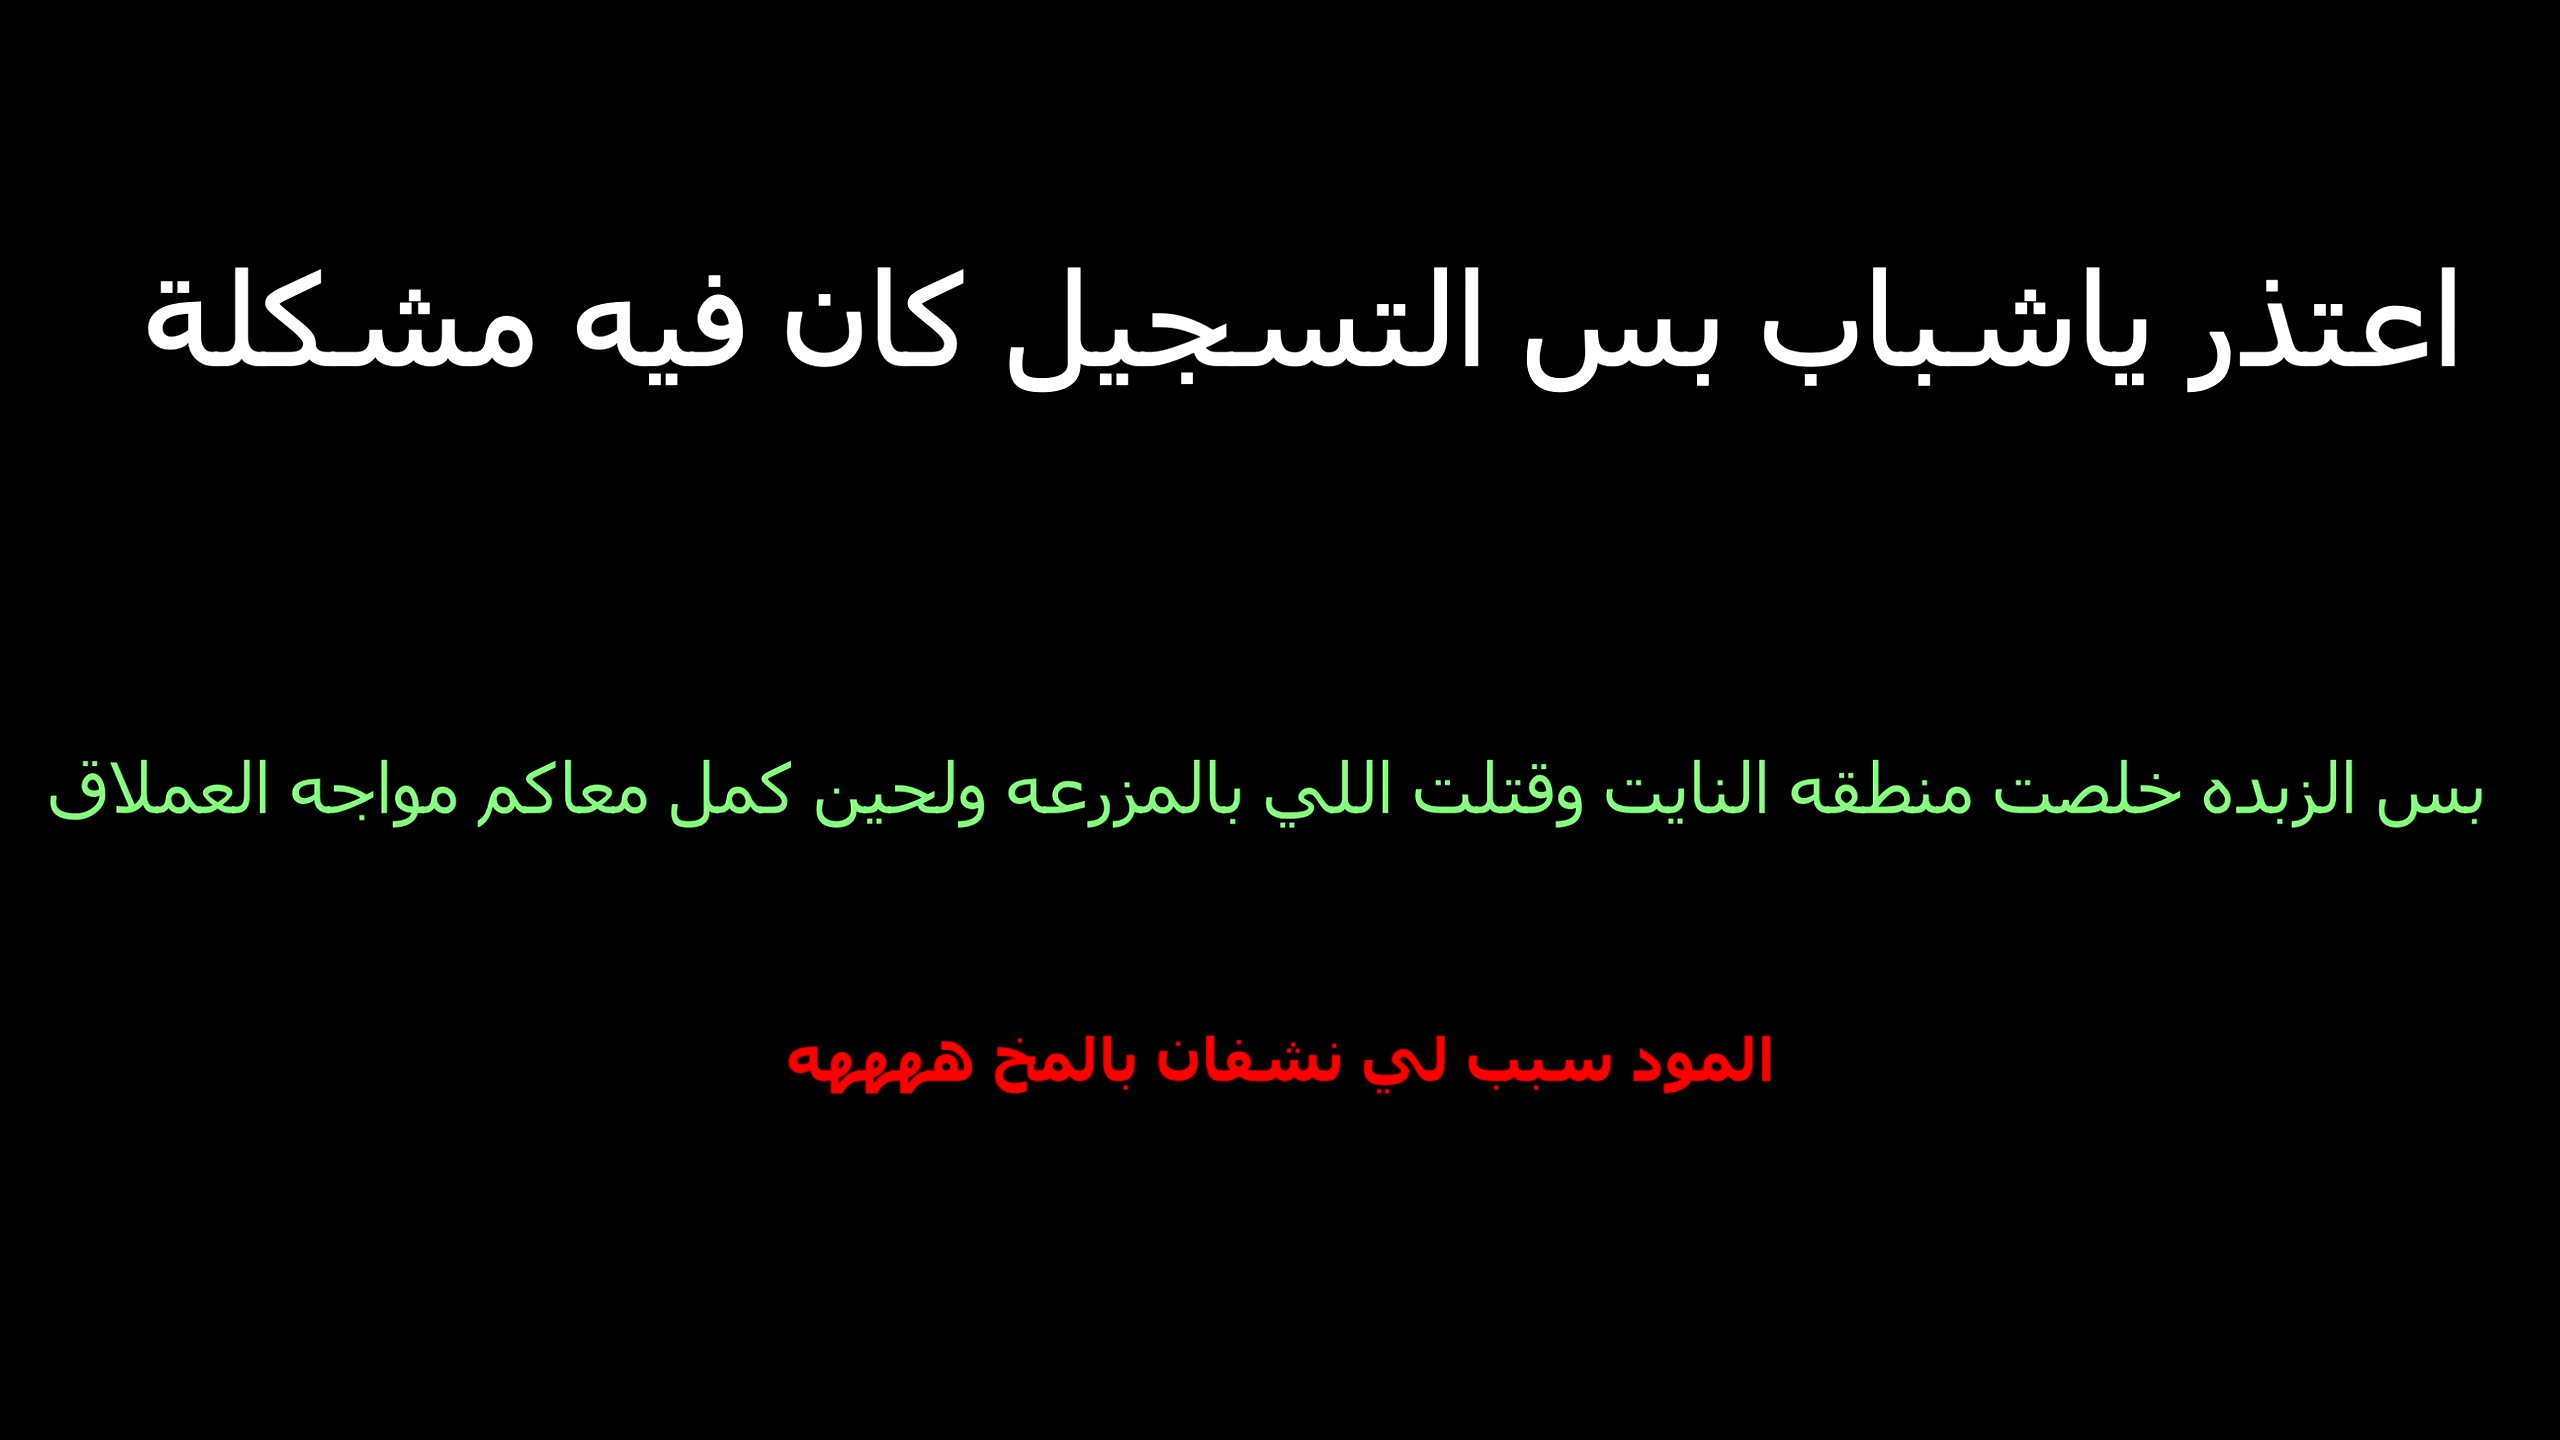 اعتذر ياشباب بس التسجيل كان فيه مشكلة
بس الزبده خلصت منطقه النايت وقتلت اللي بالمزرعه ولحين كمل معاكم مواجه العملاق
المود سبب لي نشفان بالمخ ههههه